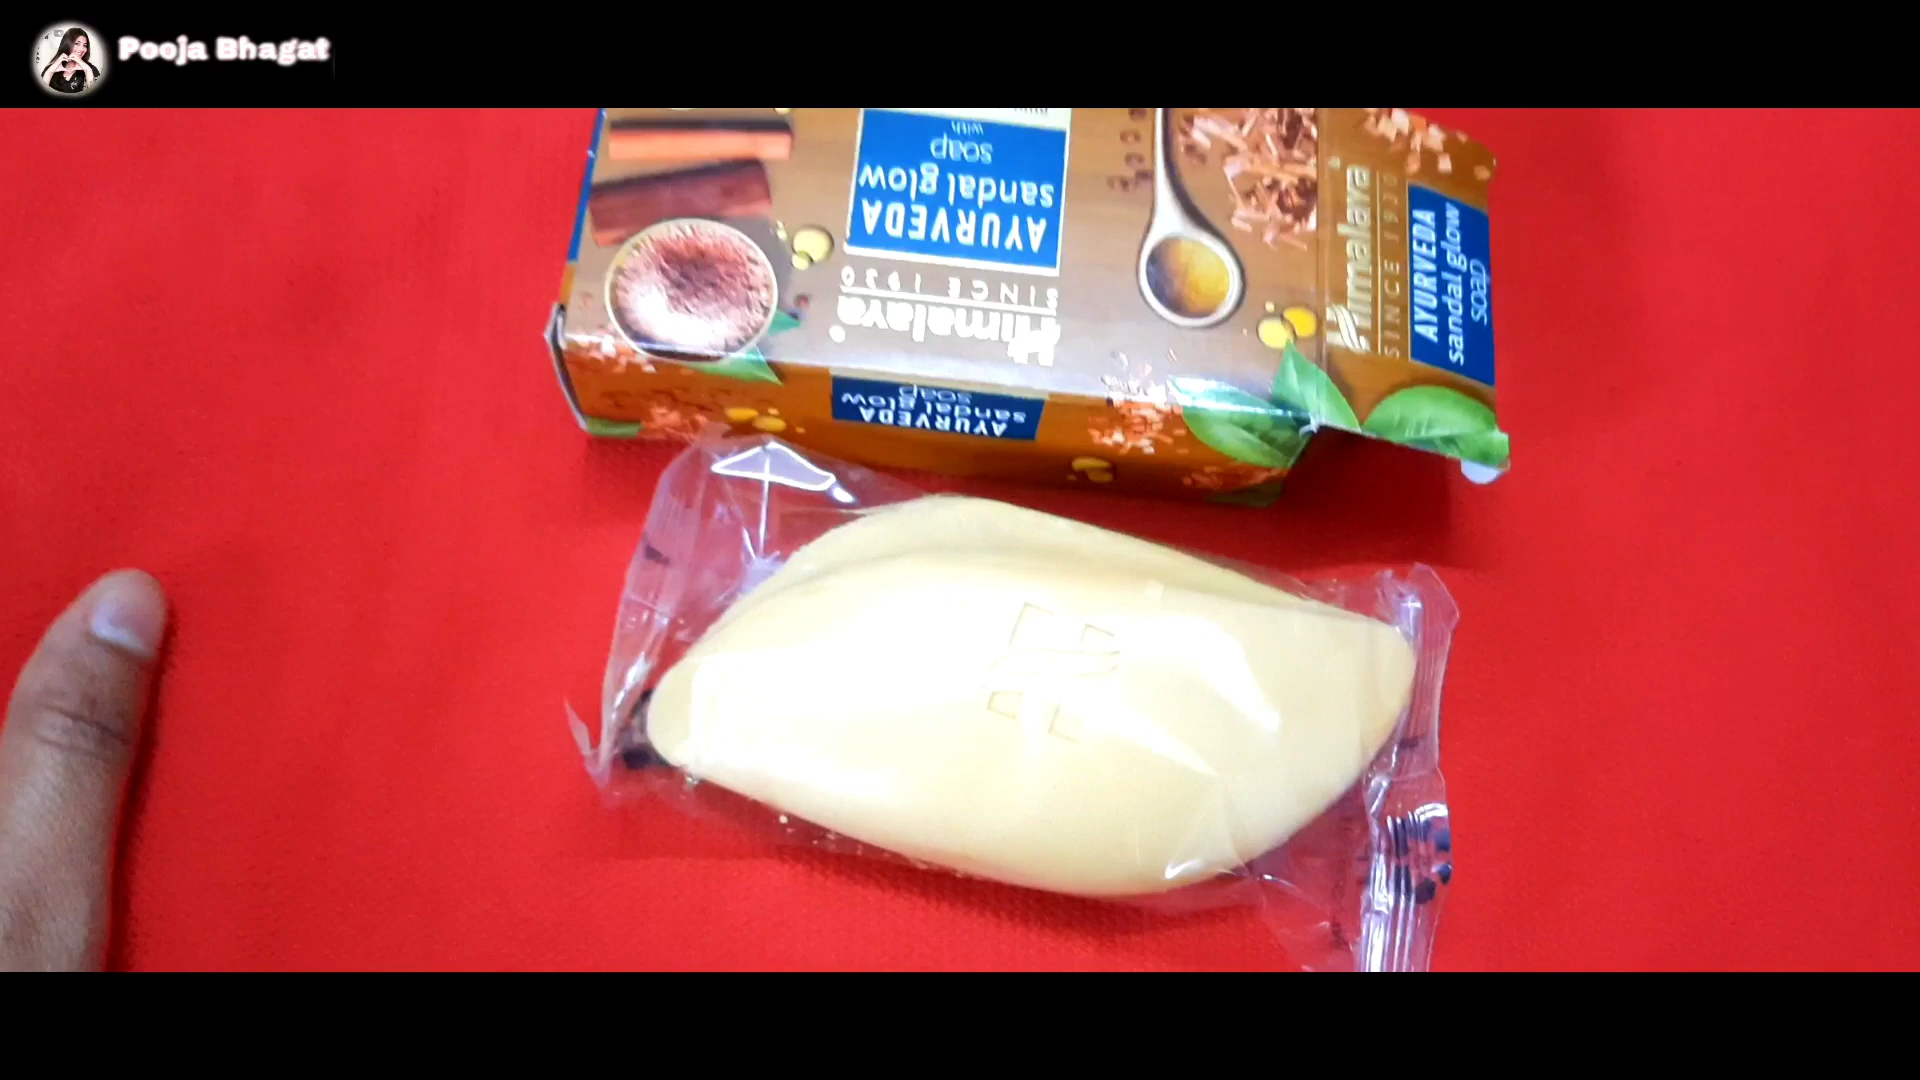 Pooja Bhagat
Himalaya
SINCE 1930
AYURVEDA
sandal glow
soap
with
Himalaya
SINCE 1930
AYURVEDA
sandal glow
soap
AYURVEDA
sandal glow
soap